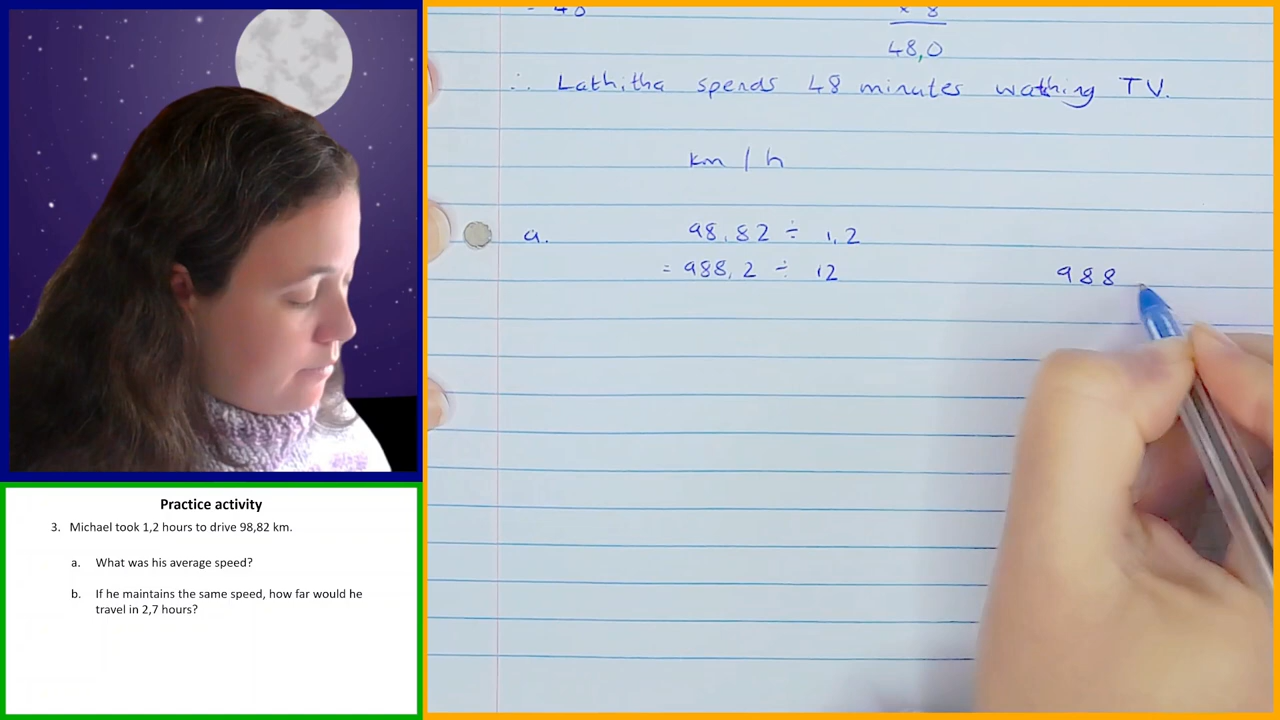 = 48
× 8
48,0
∴ Lathitha spends 48 minutes watching TV.
km / h
a. 98,82 ÷ 1,2
= 988,2 ÷ 12
988
Practice activity
3. Michael took 1,2 hours to drive 98,82 km.
a. What was his average speed?
b. If he maintains the same speed, how far would he
travel in 2,7 hours?